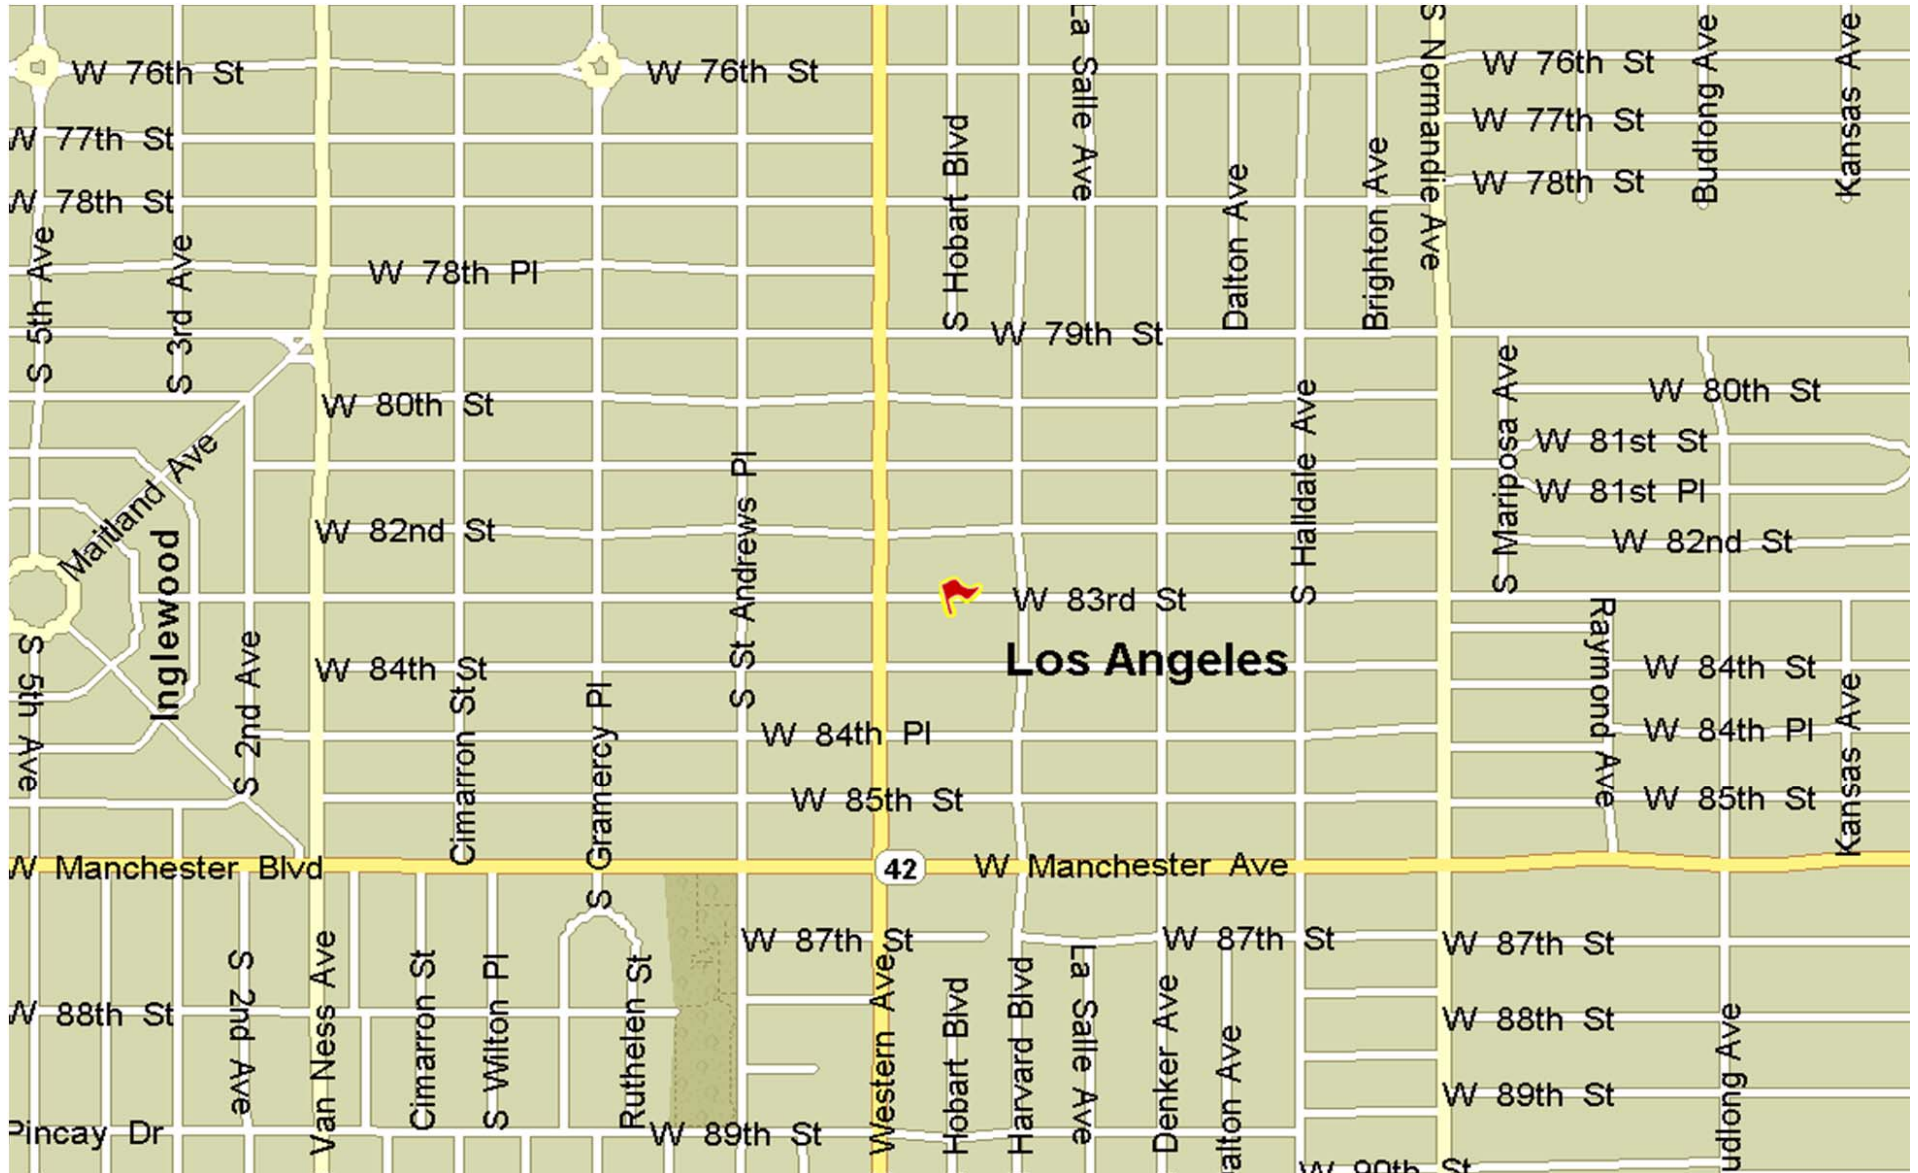 W 76th St
W 76th St
S Normandie Ave
W 76th St
Budlong Ave
Kansas Ave
La Salle Ave
W 77th St
S Hobart Blvd
W 77th St
Brighton Ave
Dalton Ave
W 78th St
W 78th St
S 5th Ave
S 3rd Ave
W 78th Pl
W 79th St
W 80th St
S Halldale Ave
S Mariposa Ave
W 80th St
Maitland Ave
W 81st St
S St Andrews Pl
W 81st Pl
W 82nd St
W 82nd St
Inglewood
W 83rd St
Los Angeles
Raymond Ave
S 5th Ave
S 2nd Ave
W 84th St
W 84th St
Cimarron St
S Gramercy Pl
W 84th Pl
W 84th Pl
Kansas Ave
W 85th St
W 85th St
W Manchester Blvd
42
W Manchester Ave
W 87th St
W 87th St
W 87th St
S 2nd Ave
Van Ness Ave
Cimarron St
S Wilton Pl
Ruthelen St
Western Ave
Hobart Blvd
Harvard Blvd
La Salle Ave
Denker Ave
alton Ave
W 88th St
W 88th St
udlong Ave
W 89th St
Pincay Dr
W 89th St
W 90th St